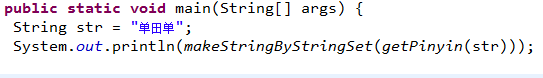 public static void main(String[] args) {
String str = "单田单";
System.out.println(makeStringByStringSet(getPinyin(str)));